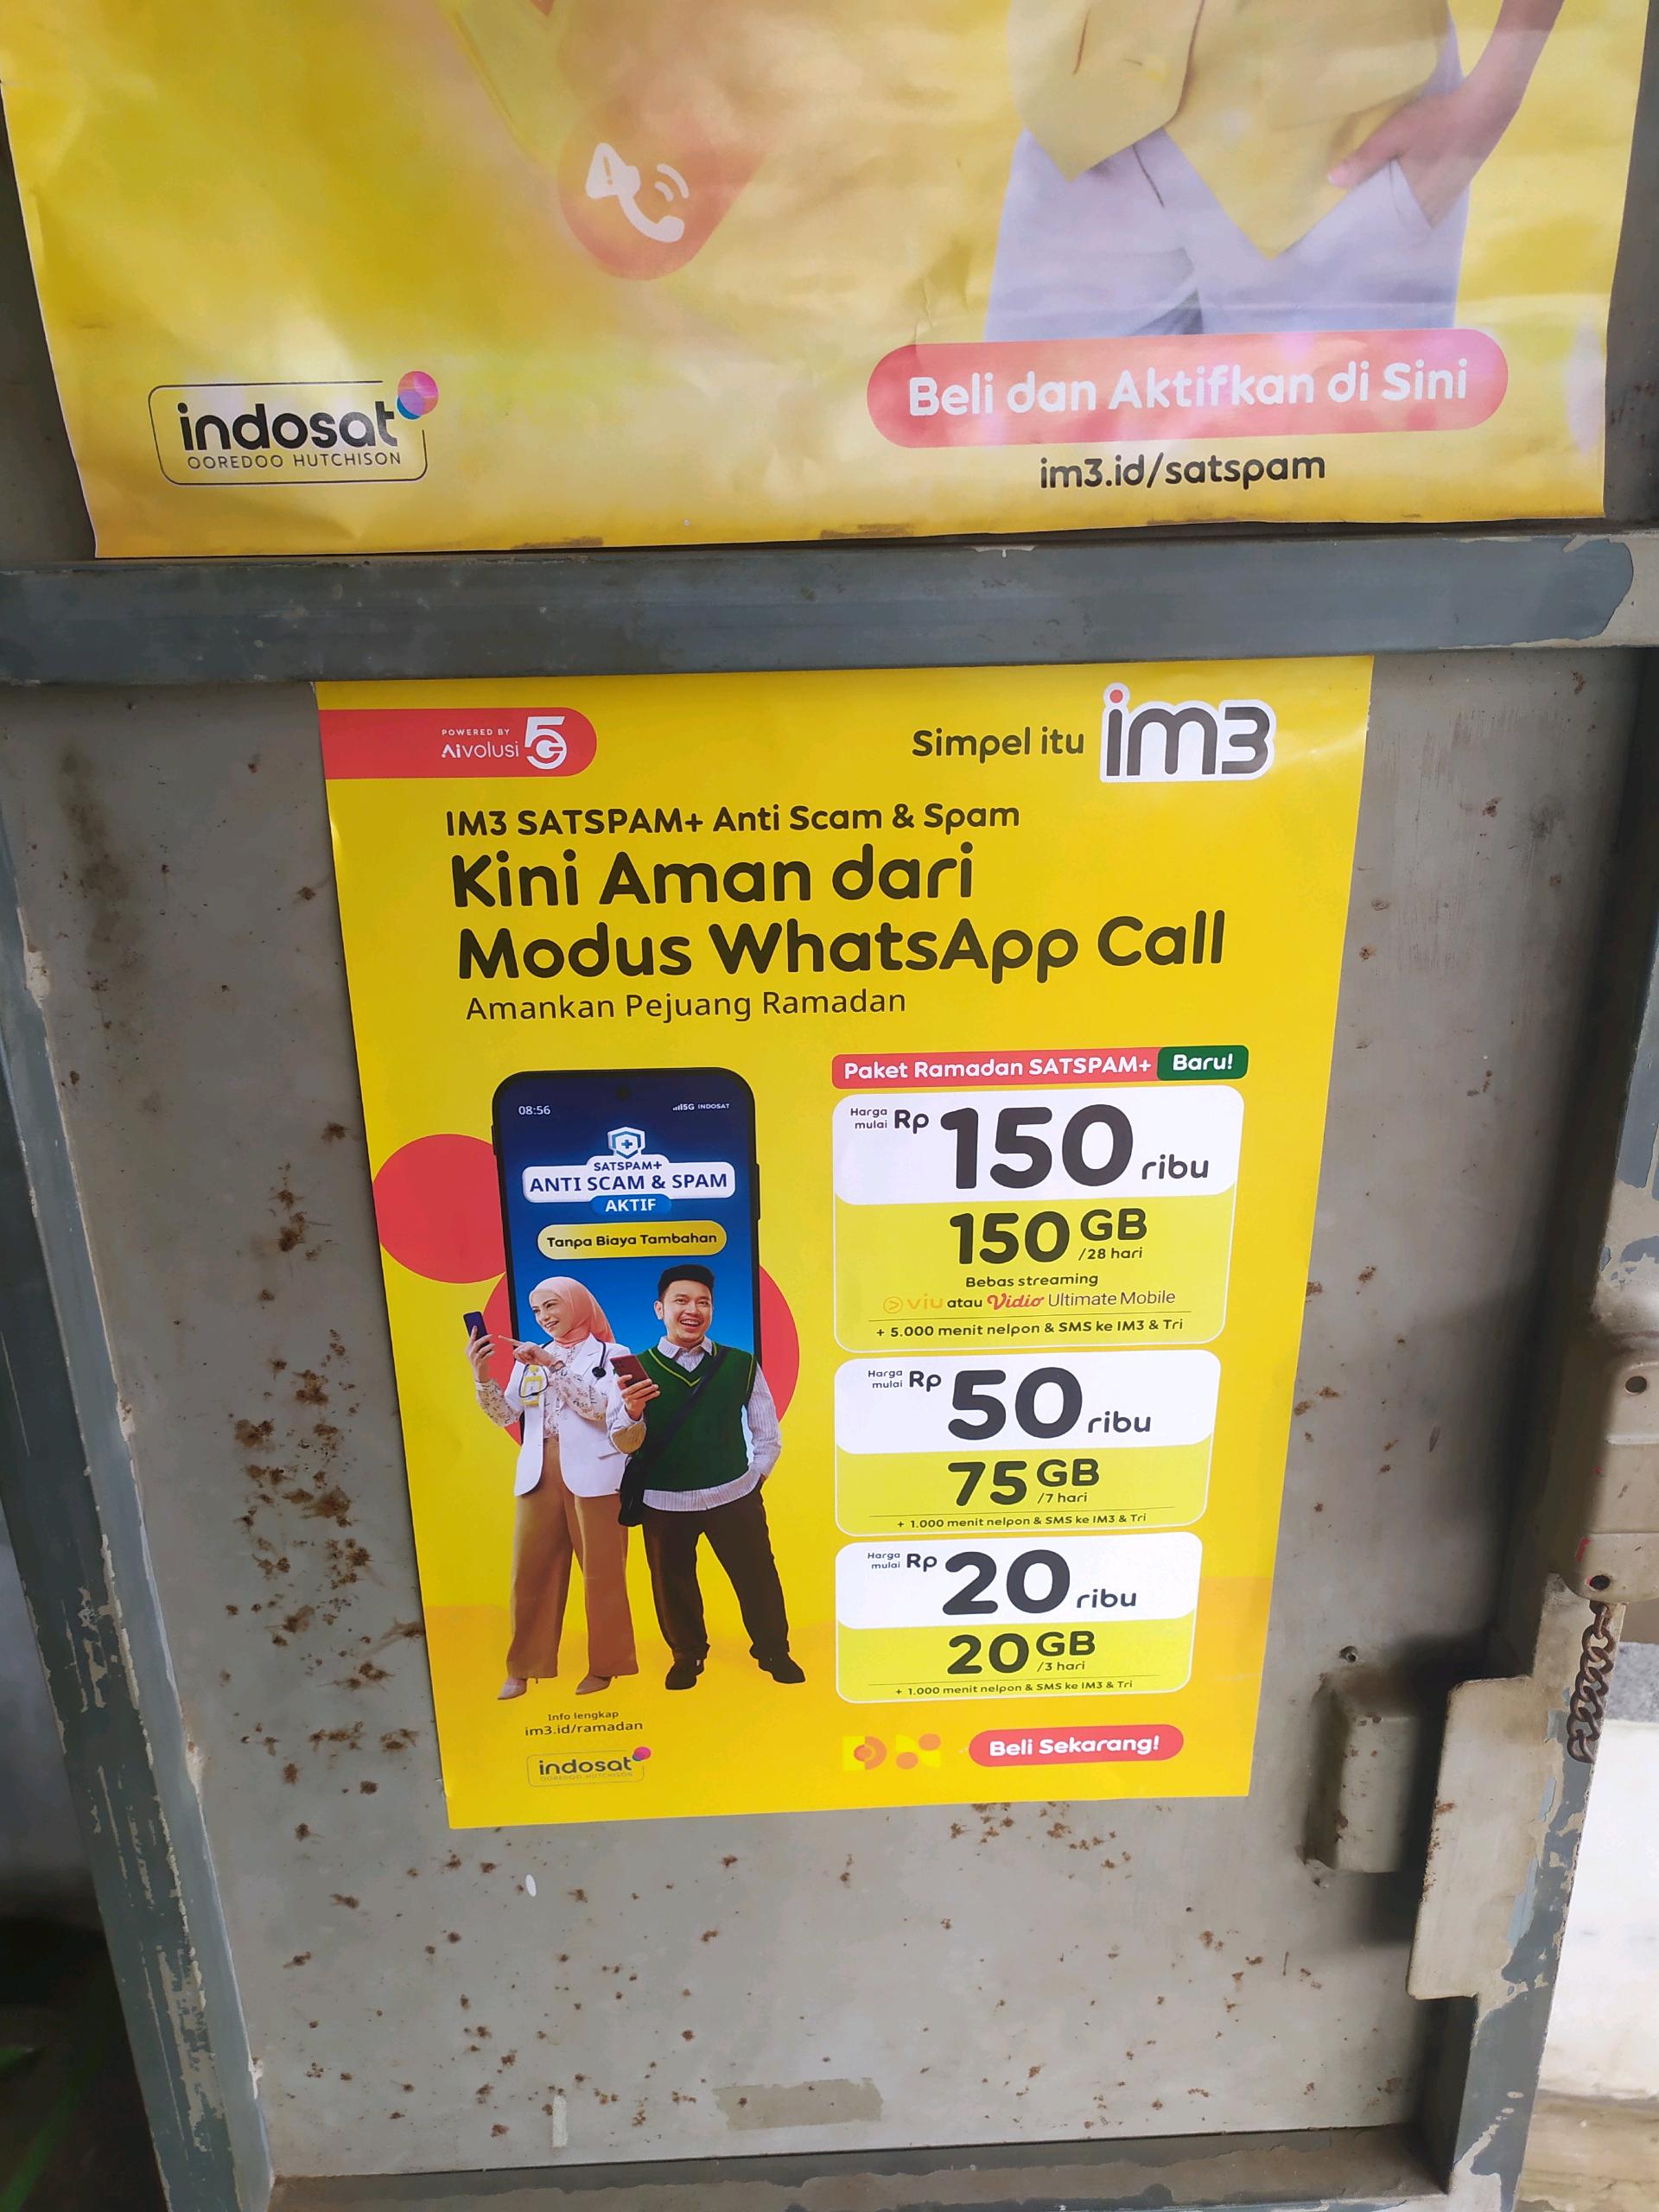 indosat
OOREDOO HUTCHISON
Beli dan Aktifkan di Sini
im3.id/satspam
POWERED BY
Aivolusi 5G
Simpel itu im3
IM3 SATSPAM+ Anti Scam & Spam
Kini Aman dari
Modus WhatsApp Call
Amankan Pejuang Ramadan
08:56
5G INDOSAT
SATSPAM+
ANTI SCAM & SPAM
AKTIF
Tanpa Biaya Tambahan
Paket Ramadan SATSPAM+ Baru!
Harga mulai Rp 150 ribu
150 GB /28 hari
Bebas streaming
viu atau Vidio Ultimate Mobile
+ 5.000 menit nelpon & SMS ke IM3 & Tri
Harga mulai Rp 50 ribu
75 GB /7 hari
+ 1.000 menit nelpon & SMS ke IM3 & Tri
Harga mulai Rp 20 ribu
20 GB /3 hari
+ 1.000 menit nelpon & SMS ke IM3 & Tri
Info lengkap
im3.id/ramadan
indosat
OOREDOO HUTCHISON
Beli Sekarang!